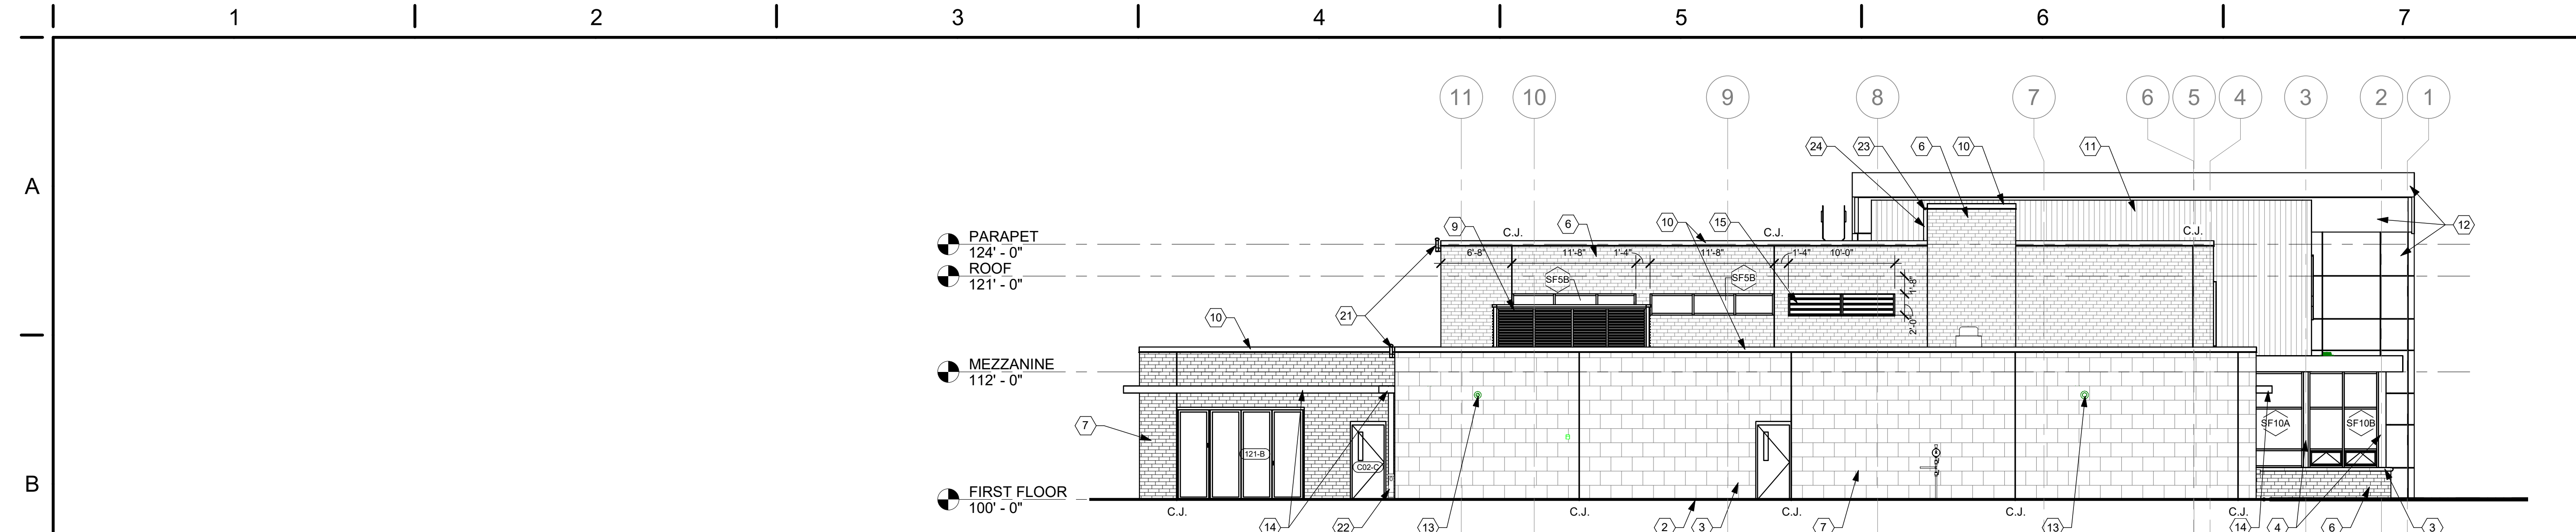 1 2 3 4 5 6 7
A
B
11 10 9 8 7 6 5 4 3 2 1
24 23 6 10 11
9 6 10 15 12
C.J. C.J. C.J.
PARAPET
124' - 0"
ROOF
121' - 0"
6'-8" 11'-8" 1'-4" 11'-8" 1'-4" 10'-0"
SF5B SF5B
1'-8"
2'-0"
10 21
MEZZANINE
112' - 0"
7
121-B C02-C
SF10A SF10B
FIRST FLOOR
100' - 0"
C.J. C.J. C.J. C.J. C.J.
14 22 13 2 3 7 13 14 4 6 3